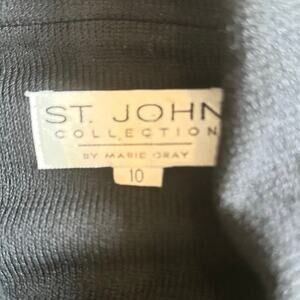 ST. JOHN
COLLECTION
BY MARIE GRAY
10